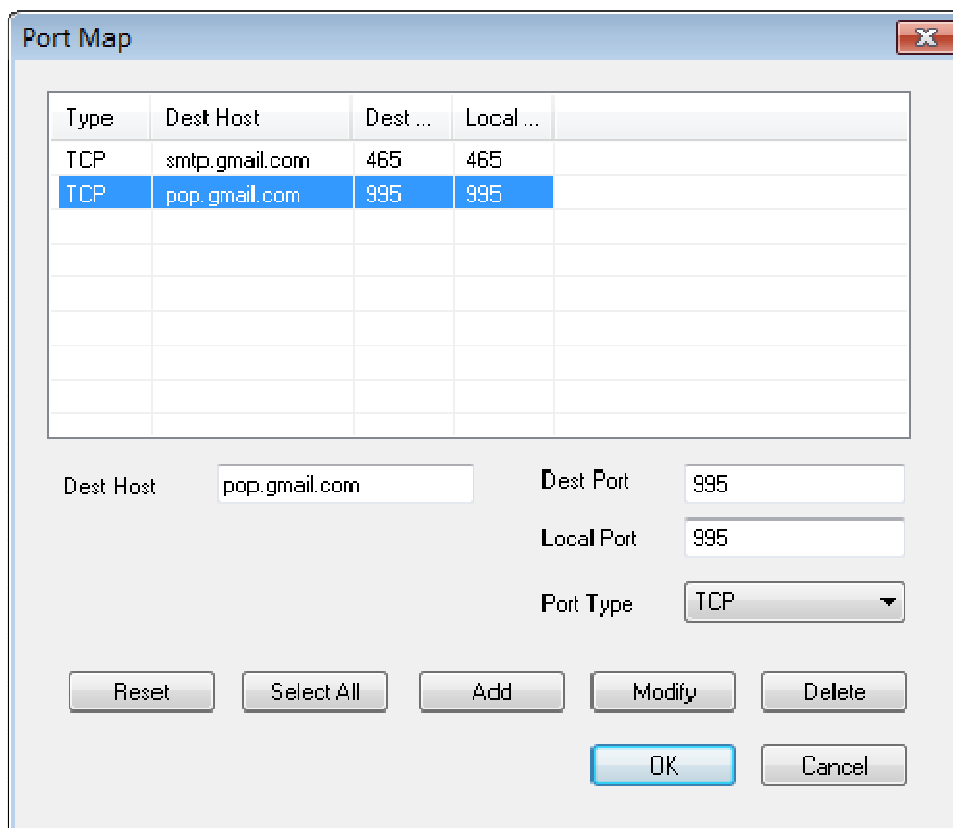 Port Map
Type Dest Host Dest ... Local ...
TCP smtp.gmail.com 465 465
TCP pop.gmail.com 995 995
Dest Host pop.gmail.com Dest Port 995
Local Port 995
Port Type TCP
Reset Select All Add Modify Delete
OK Cancel